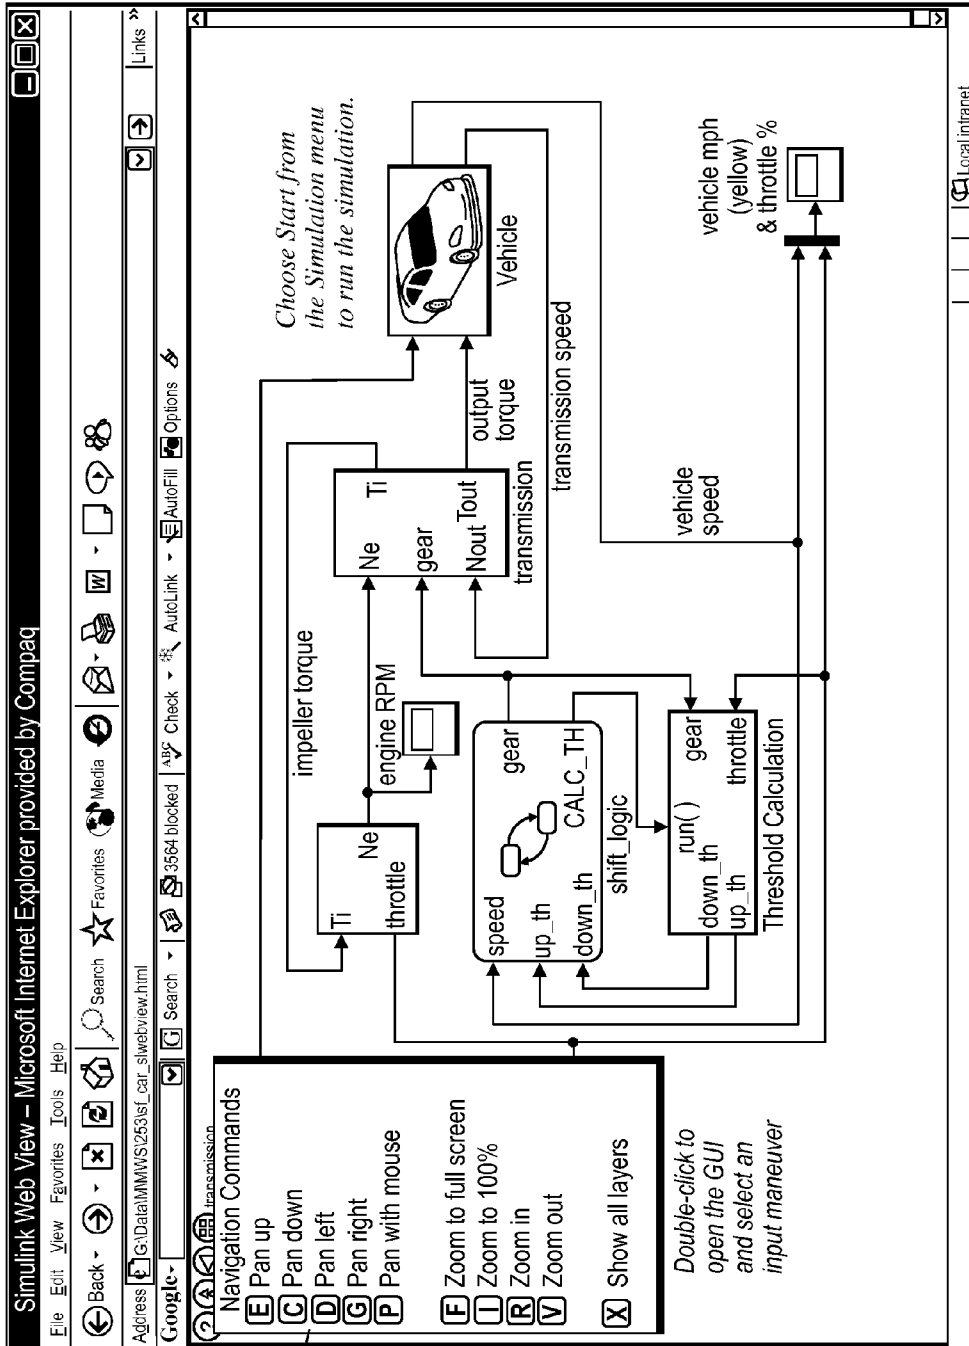 Simulink Web View – Microsoft Internet Explorer provided by Compaq
File Edit View Favorites Tools Help
Back Search Favorites Media
Address G:\Data\M\MWS\253\sf_car_slwebview.html Links »
Google Search 3564 blocked ABC Check AutoLink AutoFill Options
? transmission
Navigation Commands
E Pan up
C Pan down
D Pan left
G Pan right
P Pan with mouse
F Zoom to full screen
I Zoom to 100%
R Zoom in
V Zoom out
X Show all layers
Double-click to
open the GUI
and select an
input maneuver
Choose Start from
the Simulation menu
to run the simulation.
impeller torque
Ti
Ne
throttle
engine RPM
Ne
Ti
gear
Nout Tout
transmission
output
torque
Vehicle
transmission speed
speed
gear
up_th
CALC_TH
down_th
shift_logic
gear
run( )
down_th
throttle
up_th
Threshold Calculation
vehicle
speed
vehicle mph
(yellow)
& throttle %
Local intranet